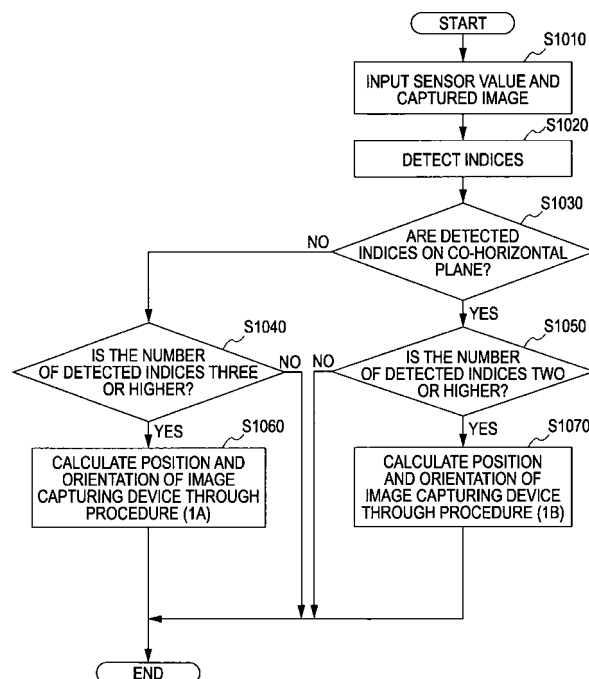 START
S1010
INPUT SENSOR VALUE AND
CAPTURED IMAGE
S1020
DETECT INDICES
S1030
ARE DETECTED
INDICES ON CO-HORIZONTAL
PLANE?
NO
YES
S1040
IS THE NUMBER
OF DETECTED INDICES THREE
OR HIGHER?
NO
YES
S1050
IS THE NUMBER
OF DETECTED INDICES TWO
OR HIGHER?
NO
YES
S1060
CALCULATE POSITION AND
ORIENTATION OF IMAGE
CAPTURING DEVICE THROUGH
PROCEDURE (1A)
S1070
CALCULATE POSITION
AND ORIENTATION OF
IMAGE CAPTURING DEVICE
THROUGH PROCEDURE (1B)
END